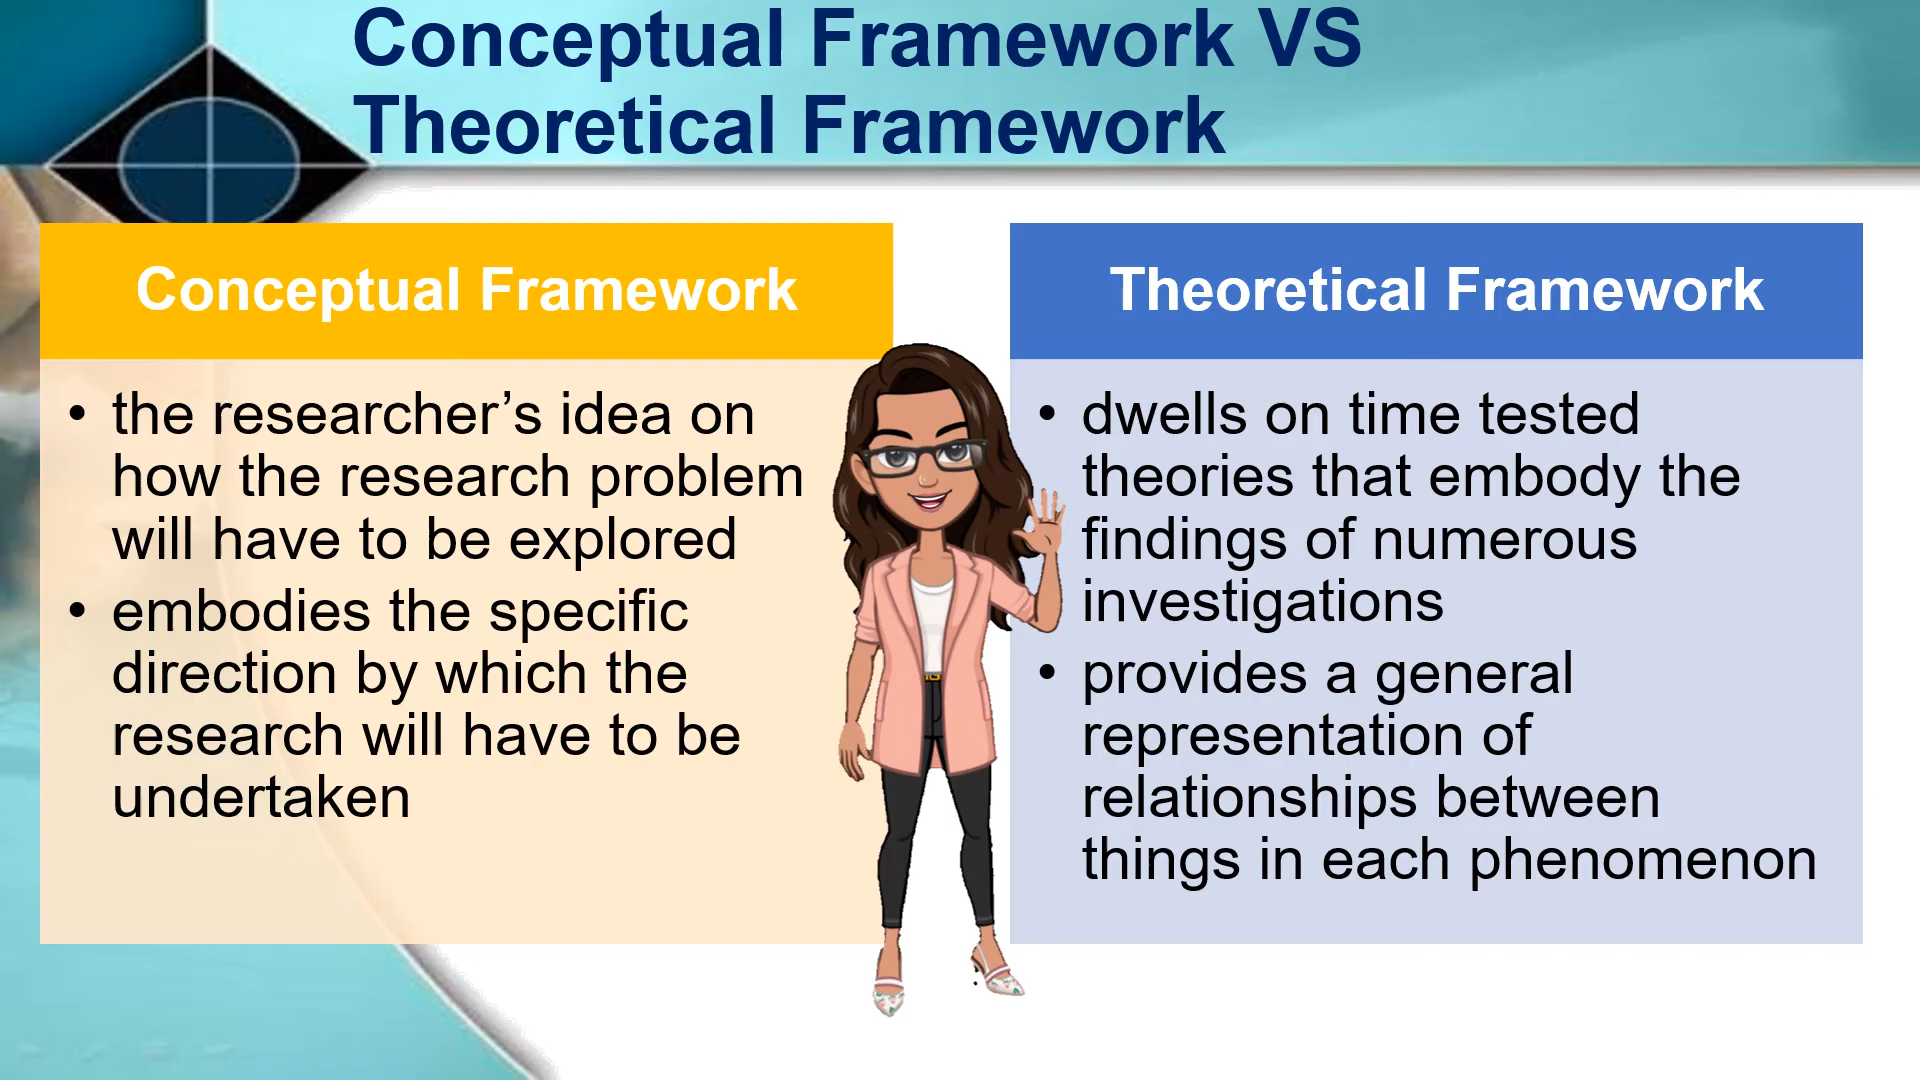 Conceptual Framework VS
Theoretical Framework
Conceptual Framework
• the researcher’s idea on
how the research problem
will have to be explored
• embodies the specific
direction by which the
research will have to be
undertaken
Theoretical Framework
• dwells on time tested
theories that embody the
findings of numerous
investigations
• provides a general
representation of
relationships between
things in each phenomenon